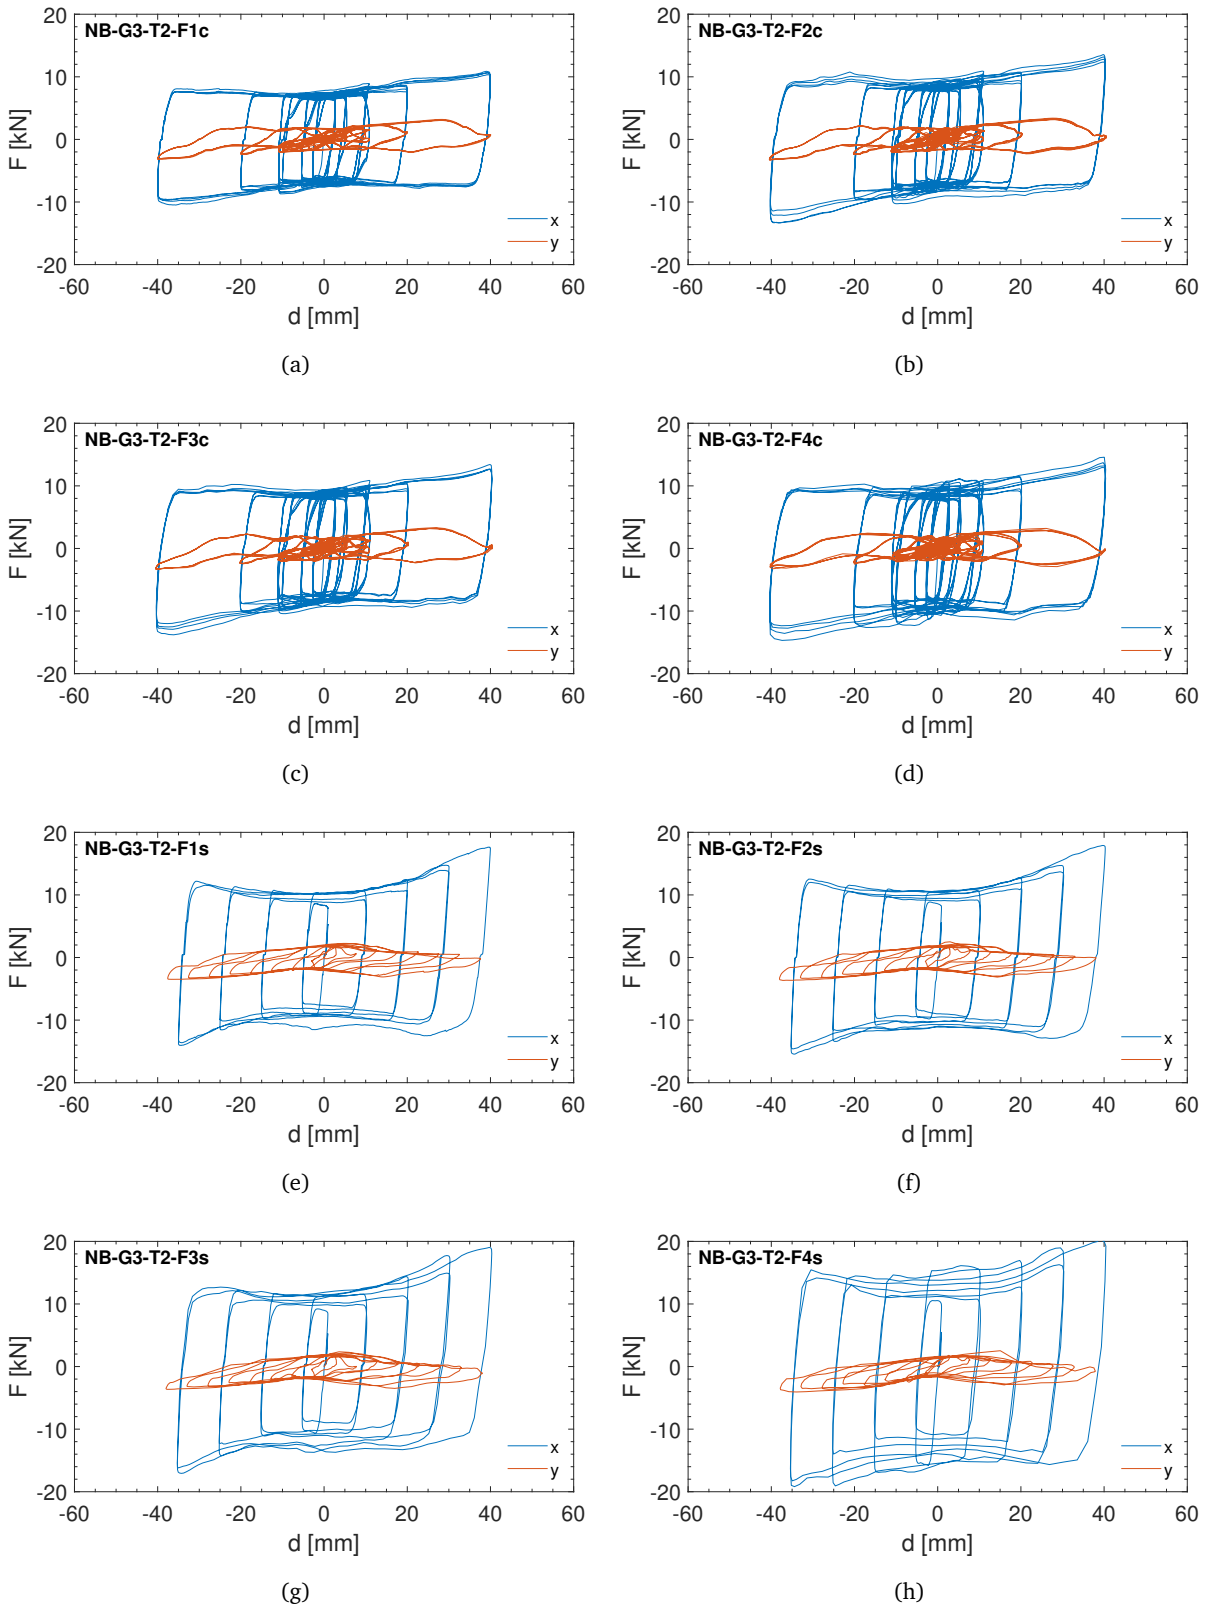 NB-G3-T2-F1c
20
10
0
-10
-20
F [kN]
x
y
-60 -40 -20 0 20 40 60
d [mm]
(a)
NB-G3-T2-F2c
20
10
0
-10
-20
F [kN]
x
y
-60 -40 -20 0 20 40 60
d [mm]
(b)
NB-G3-T2-F3c
20
10
0
-10
-20
F [kN]
x
y
-60 -40 -20 0 20 40 60
d [mm]
(c)
NB-G3-T2-F4c
20
10
0
-10
-20
F [kN]
x
y
-60 -40 -20 0 20 40 60
d [mm]
(d)
NB-G3-T2-F1s
20
10
0
-10
-20
F [kN]
x
y
-60 -40 -20 0 20 40 60
d [mm]
(e)
NB-G3-T2-F2s
20
10
0
-10
-20
F [kN]
x
y
-60 -40 -20 0 20 40 60
d [mm]
(f)
NB-G3-T2-F3s
20
10
0
-10
-20
F [kN]
x
y
-60 -40 -20 0 20 40 60
d [mm]
(g)
NB-G3-T2-F4s
20
10
0
-10
-20
F [kN]
x
y
-60 -40 -20 0 20 40 60
d [mm]
(h)